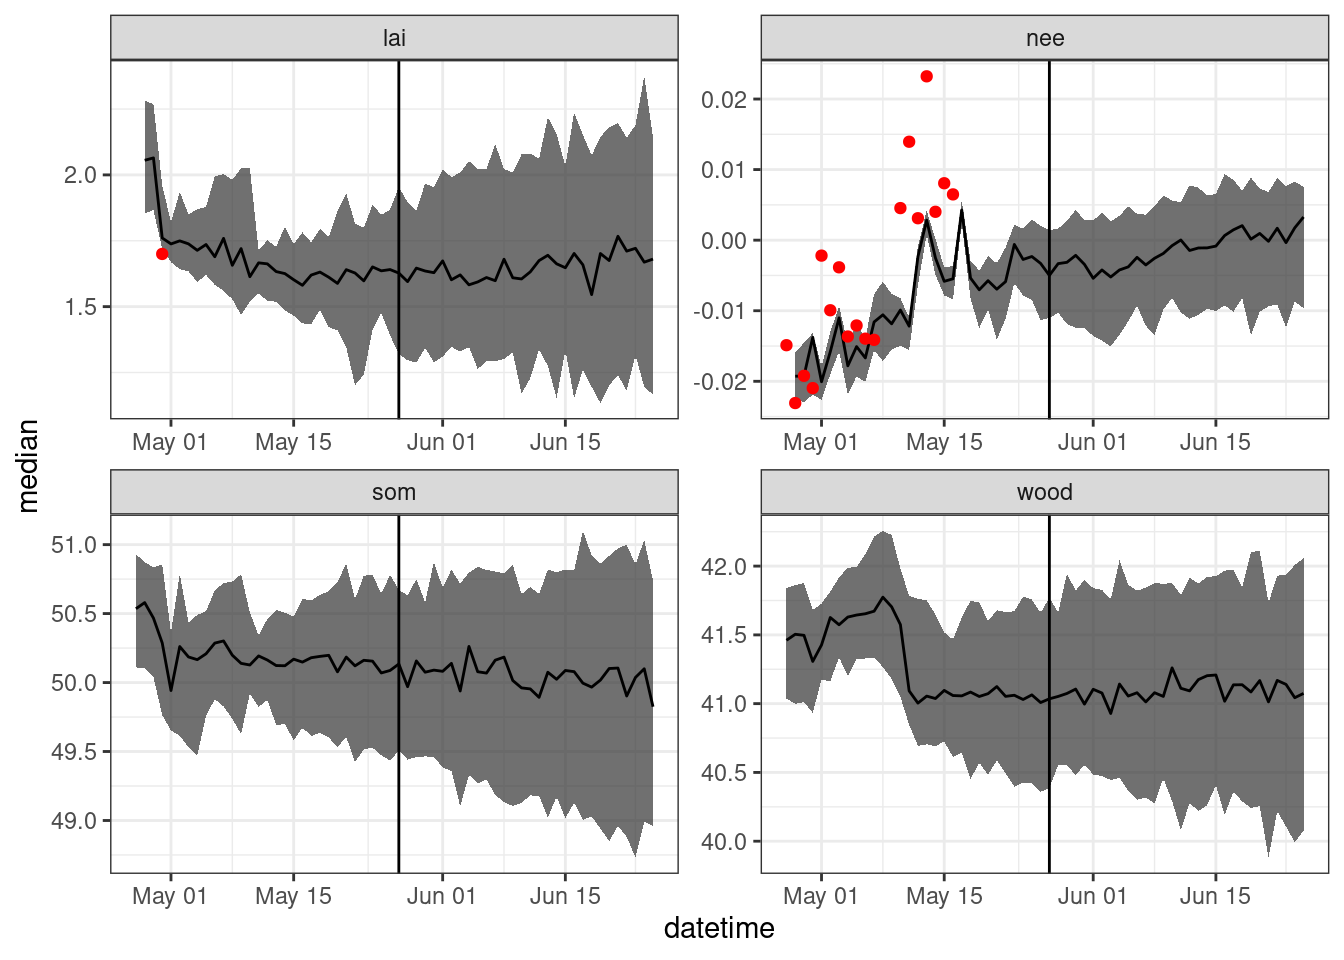 lai
nee
2.0
1.5
0.02
0.01
0.00
-0.01
-0.02
May 01 May 15 Jun 01 Jun 15
May 01 May 15 Jun 01 Jun 15
median
som
wood
51.0
50.5
50.0
49.5
49.0
42.0
41.5
41.0
40.5
40.0
May 01 May 15 Jun 01 Jun 15
May 01 May 15 Jun 01 Jun 15
datetime